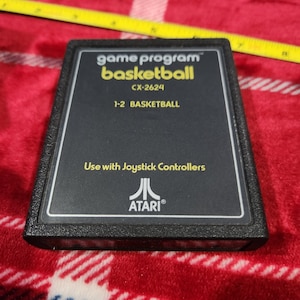 game program™
basketball
CX-2624
1-2 BASKETBALL
Use with Joystick Controllers
ATARI®